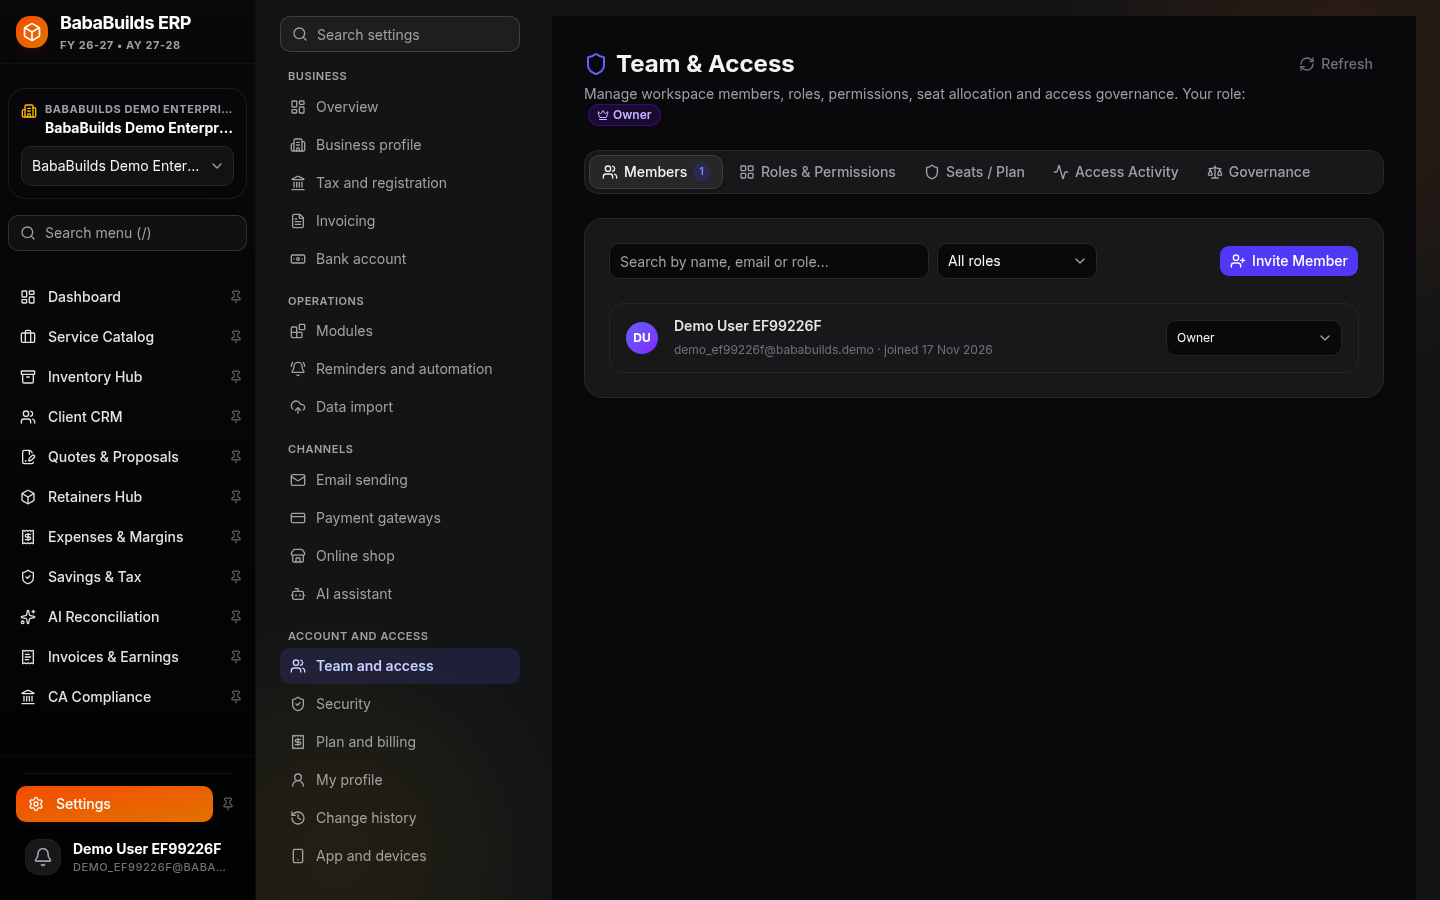 BabaBuilds ERP
FY 26-27 • AY 27-28
BABABUILDS DEMO ENTERPRI...
BabaBuilds Demo Enterpr...
BabaBuilds Demo Enter...
Search menu (/)
Dashboard
Service Catalog
Inventory Hub
Client CRM
Quotes & Proposals
Retainers Hub
Expenses & Margins
Savings & Tax
AI Reconciliation
Invoices & Earnings
CA Compliance
Settings
Demo User EF99226F
DEMO_EF99226F@BABA...
Search settings
BUSINESS
Overview
Business profile
Tax and registration
Invoicing
Bank account
OPERATIONS
Modules
Reminders and automation
Data import
CHANNELS
Email sending
Payment gateways
Online shop
AI assistant
ACCOUNT AND ACCESS
Team and access
Security
Plan and billing
My profile
Change history
App and devices
Team & Access
Refresh
Manage workspace members, roles, permissions, seat allocation and access governance. Your role:
Owner
Members 1
Roles & Permissions
Seats / Plan
Access Activity
Governance
Search by name, email or role...
All roles
Invite Member
DU
Demo User EF99226F
demo_ef99226f@bababuilds.demo · joined 17 Nov 2026
Owner